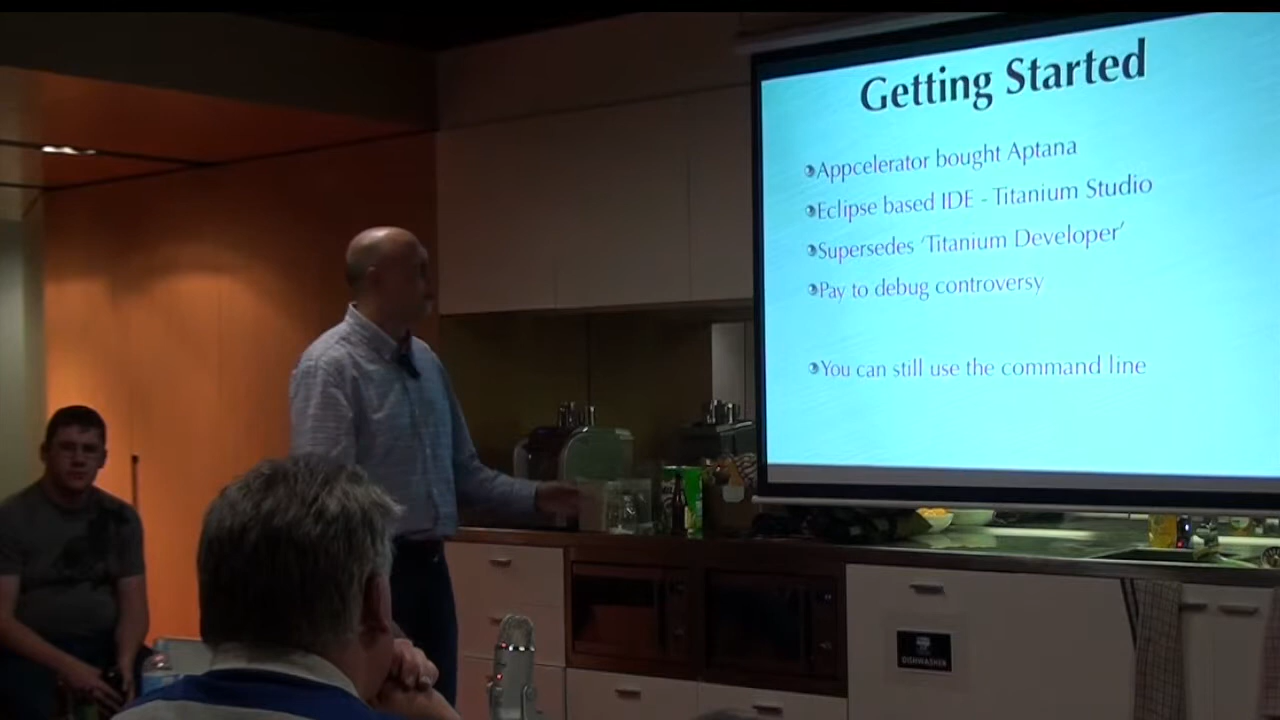 Getting Started
Appcelerator bought Aptana
Eclipse based IDE - Titanium Studio
Supersedes 'Titanium Developer'
Pay to debug controversy
You can still use the command line
DISHWASHER